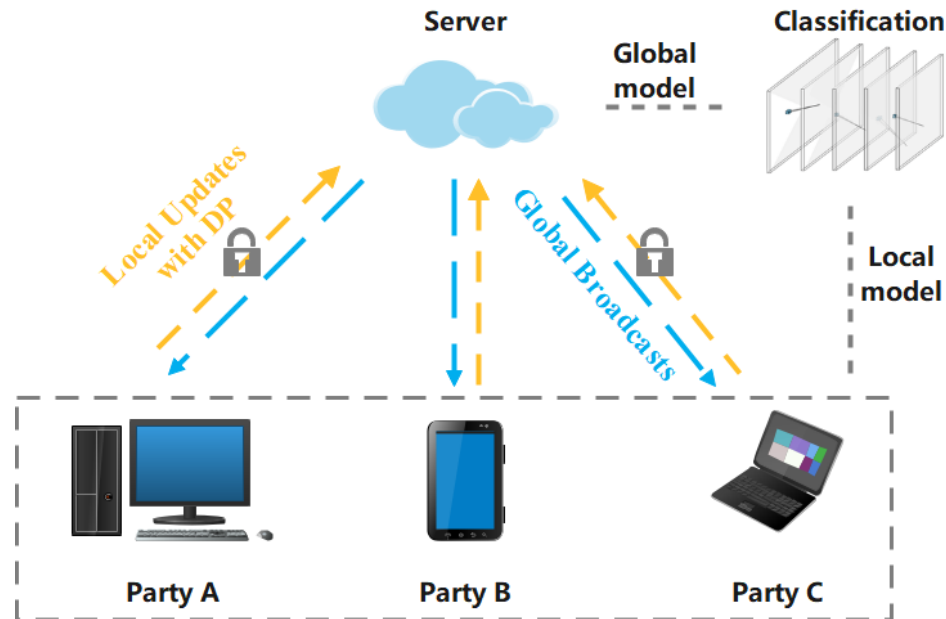 Server
Classification
Global
model
Local Updates
with DP
Global Broadcasts
Local
model
Party A
Party B
Party C